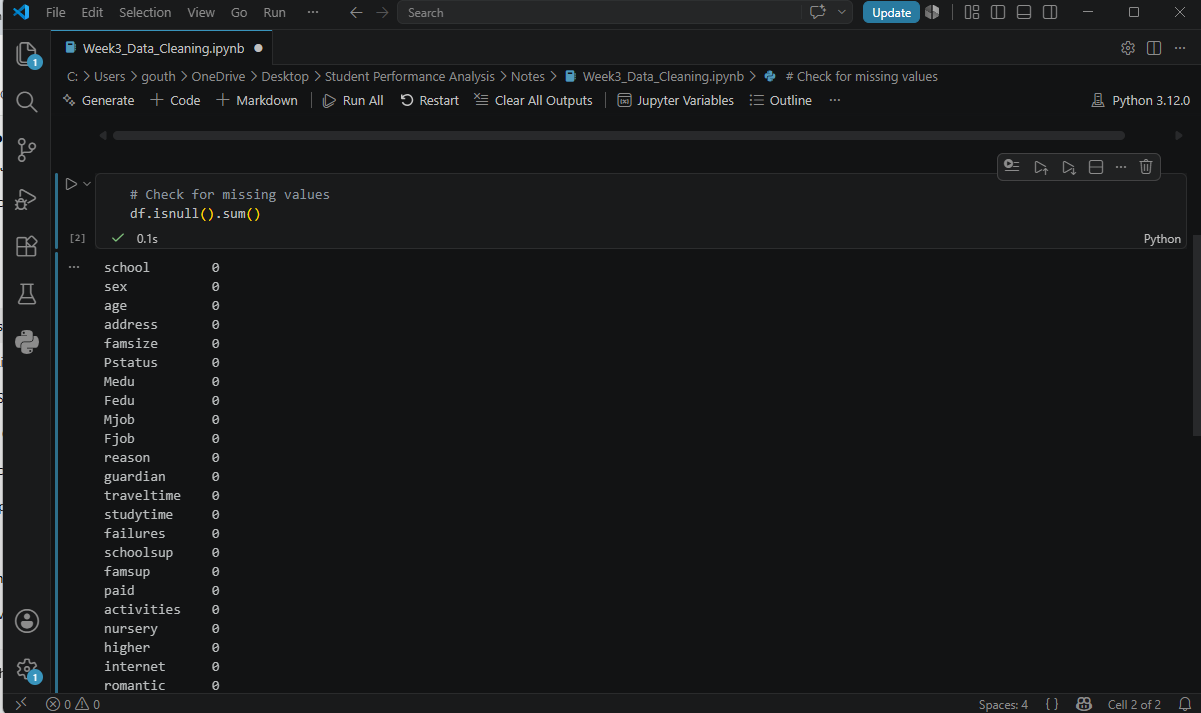 File Edit Selection View Go Run ··· Search Update
Week3_Data_Cleaning.ipynb
C: > Users > gouth > OneDrive > Desktop > Student Performance Analysis > Notes > Week3_Data_Cleaning.ipynb > # Check for missing values
Generate + Code + Markdown Run All Restart Clear All Outputs Jupyter Variables Outline ··· Python 3.12.0
# Check for missing values
df.isnull().sum()
[2] 0.1s Python
school 0
sex 0
age 0
address 0
famsize 0
Pstatus 0
Medu 0
Fedu 0
Mjob 0
Fjob 0
reason 0
guardian 0
traveltime 0
studytime 0
failures 0
schoolsup 0
famsup 0
paid 0
activities 0
nursery 0
higher 0
internet 0
romantic 0
1
1
0 0 Spaces: 4 {} Cell 2 of 2